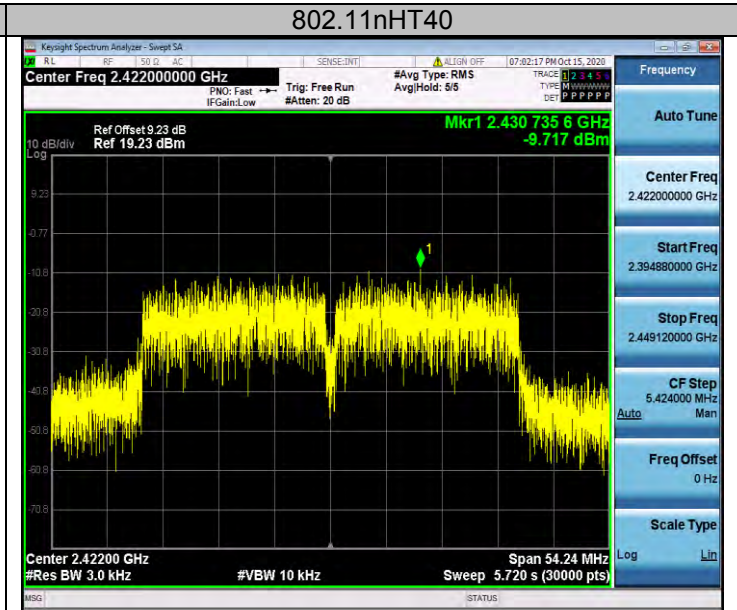 802.11nHT40
Keysight Spectrum Analyzer - Swept SA
RL RF 50 Ω AC SENSE:INT ALIGN OFF 07:02:17 PM Oct 15, 2020
Center Freq 2.422000000 GHz
PNO: Fast
IFGain:Low
Trig: Free Run
#Atten: 20 dB
#Avg Type: RMS
Avg|Hold: 5/5
TRACE 1 2 3 4 5 6
TYPE M WWWWW
DET P P P P P P
Ref Offset 9.23 dB
10 dB/div Ref 19.23 dBm
Log
Mkr1 2.430 735 6 GHz
-9.717 dBm
9.23
-0.77
1
-10.8
-20.8
-30.8
-40.8
-50.8
-60.8
-70.8
Center 2.42200 GHz Span 54.24 MHz
#Res BW 3.0 kHz #VBW 10 kHz Sweep 5.720 s (30000 pts)
MSG STATUS
Frequency
Auto Tune
Center Freq
2.422000000 GHz
Start Freq
2.394880000 GHz
Stop Freq
2.449120000 GHz
CF Step
5.424000 MHz
Auto Man
Freq Offset
0 Hz
Scale Type
Log Lin